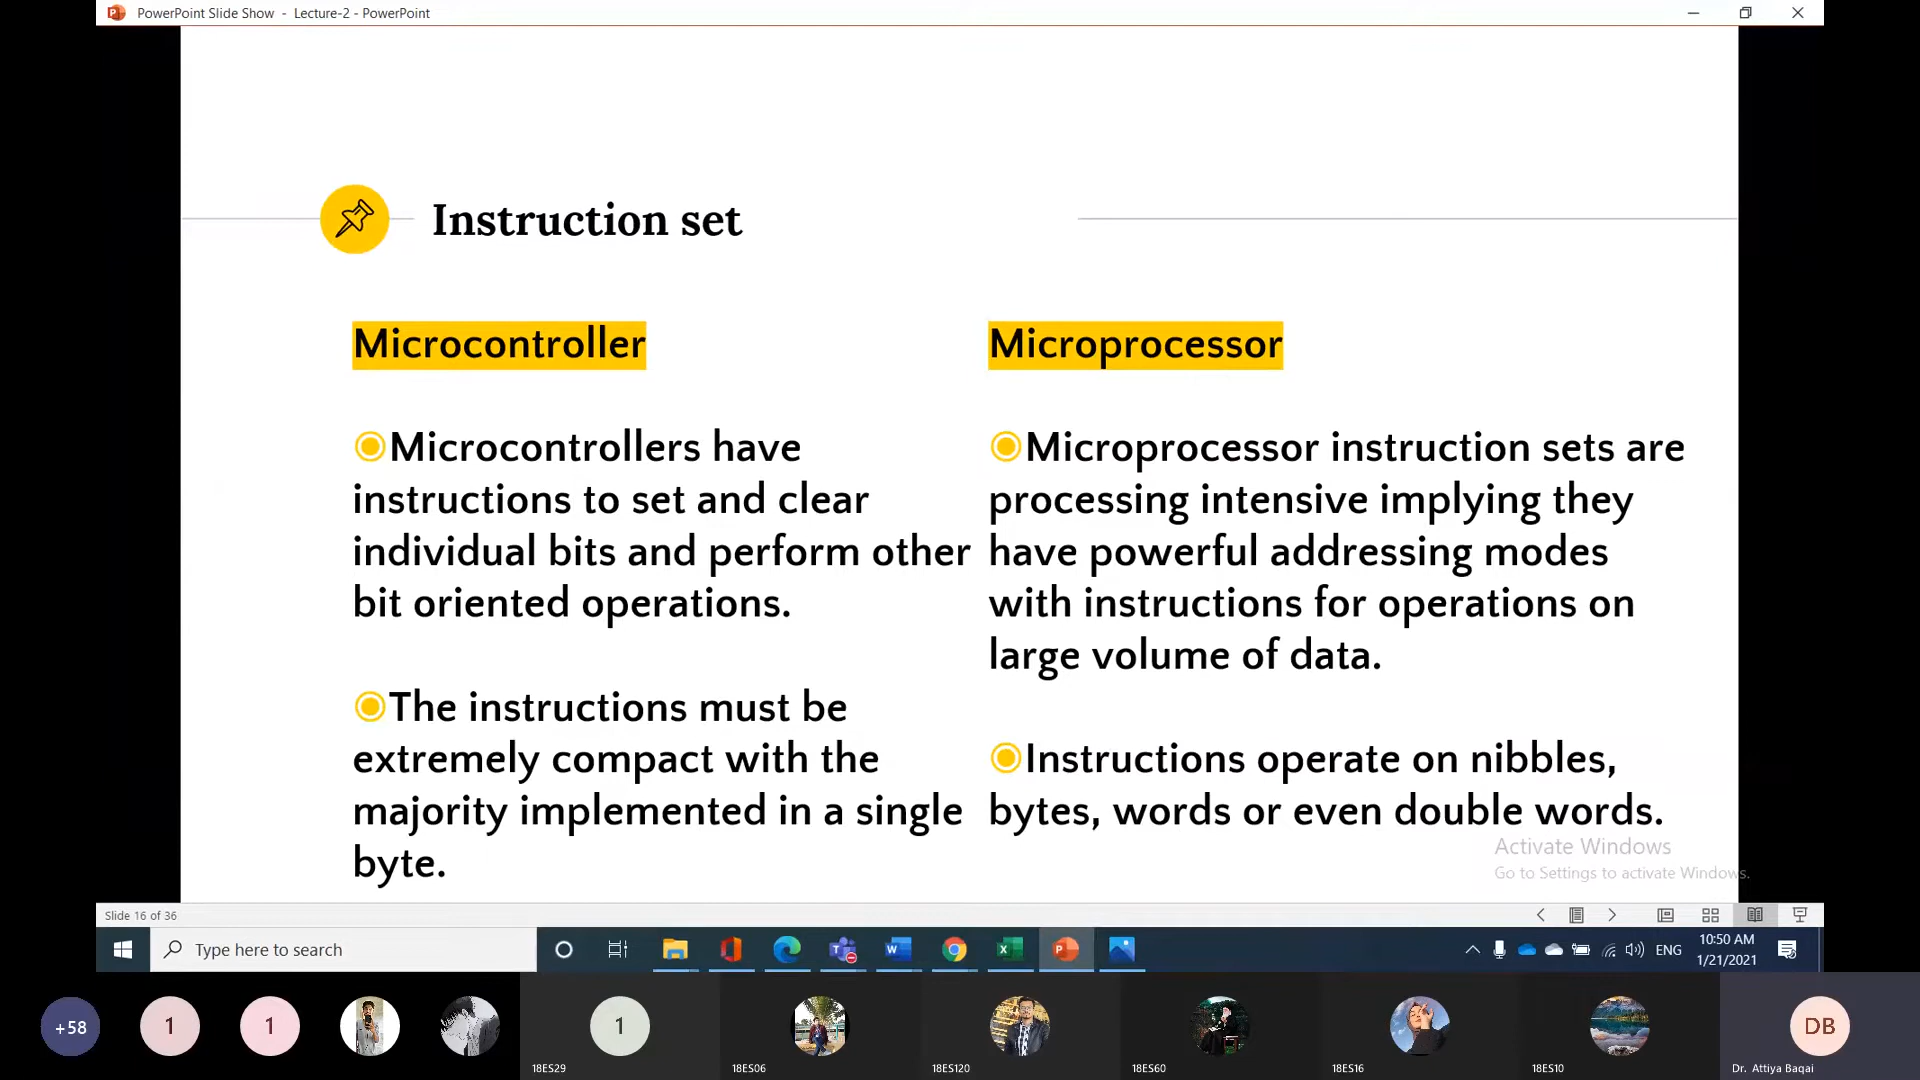 PowerPoint Slide Show - Lecture-2 - PowerPoint
Instruction set
Microcontroller
Microcontrollers have
instructions to set and clear
individual bits and perform other
bit oriented operations.
The instructions must be
extremely compact with the
majority implemented in a single
byte.
Microprocessor
Microprocessor instruction sets are
processing intensive implying they
have powerful addressing modes
with instructions for operations on
large volume of data.
Instructions operate on nibbles,
bytes, words or even double words.
Activate Windows
Go to Settings to activate Windows.
Slide 16 of 36
Type here to search
ENG
10:50 AM
1/21/2021
+58
1
1
1
18ES29
18ES06
18ES120
18ES60
18ES16
18ES10
DB
Dr. Attiya Baqai